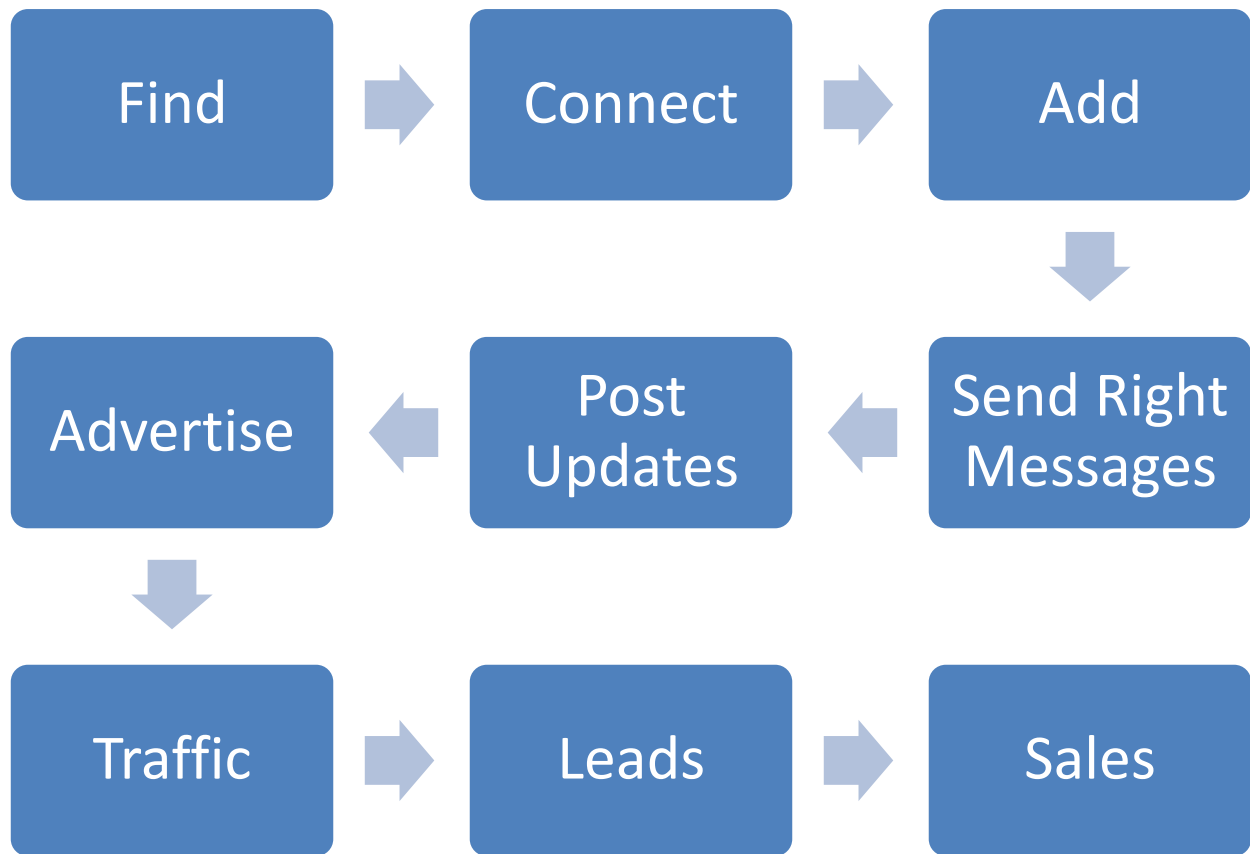 Find
Connect
Add
Send Right
Messages
Post
Updates
Advertise
Traffic
Leads
Sales